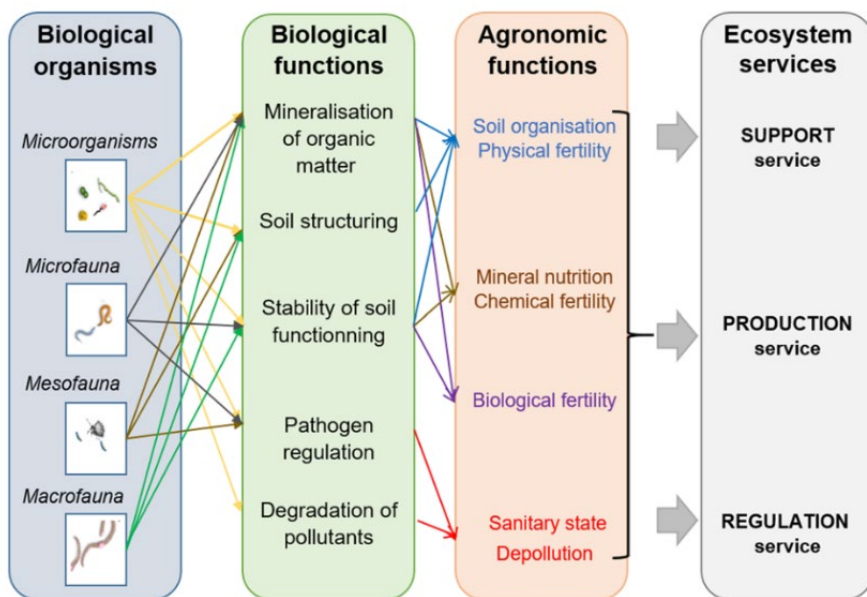 Biological
organisms
Microorganisms
Microfauna
Mesofauna
Macrofauna
Biological
functions
Mineralisation
of organic
matter
Soil structuring
Stability of soil
functionning
Pathogen
regulation
Degradation of
pollutants
Agronomic
functions
Soil organisation
Physical fertility
Mineral nutrition
Chemical fertility
Biological fertility
Sanitary state
Depollution
Ecosystem
services
SUPPORT
service
PRODUCTION
service
REGULATION
service